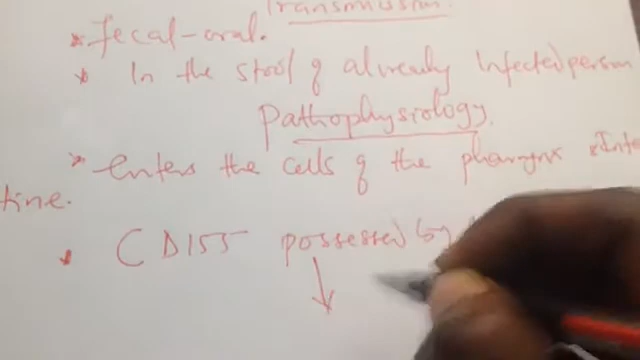 Transmission.
* fecal-oral.
* In the stool of already Infected person
Pathophysiology.
* enters the cells of the pharynx & Inte
tine.
• CD155 possessed by